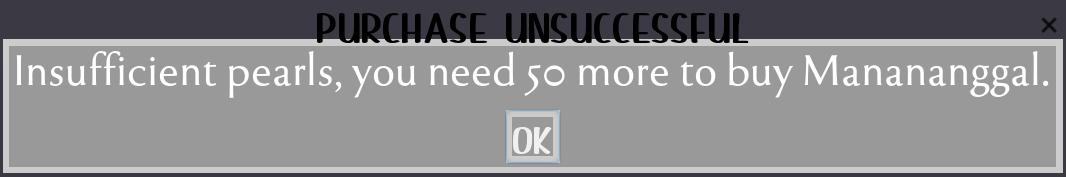 PURCHASE UNSUCCESSFUL
Insufficient pearls, you need 50 more to buy Manananggal.
OK